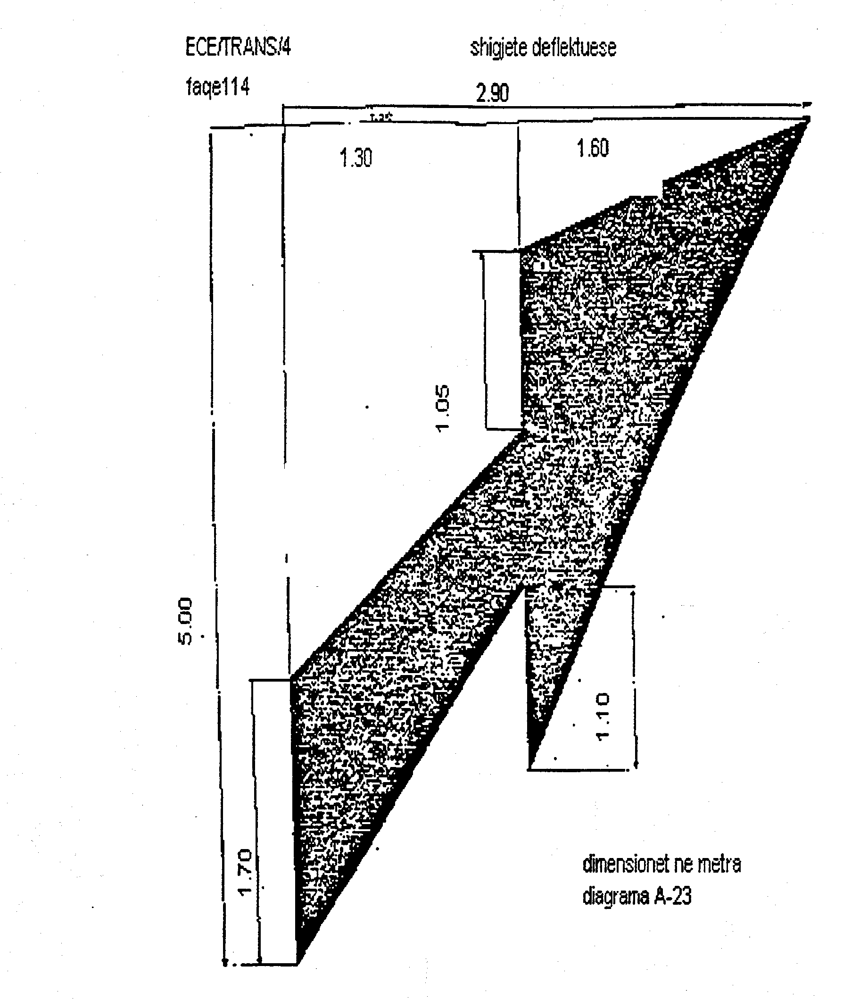 ECE/TRANS/4
shigjete deflektuese
faqe114
2.90
1.30
1.60
1.05
5.00
1.10
1.70
dimensionet ne metra
diagrama A-23